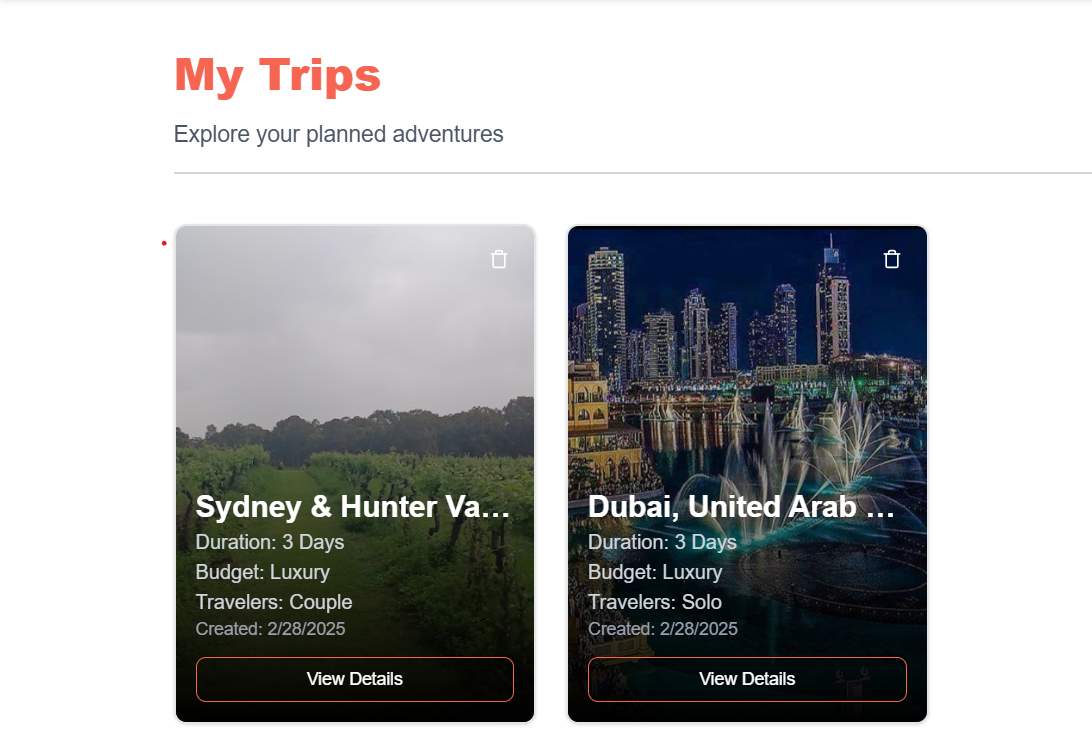 My Trips
Explore your planned adventures
Sydney & Hunter Va...
Duration: 3 Days
Budget: Luxury
Travelers: Couple
Created: 2/28/2025
View Details
Dubai, United Arab ...
Duration: 3 Days
Budget: Luxury
Travelers: Solo
Created: 2/28/2025
View Details